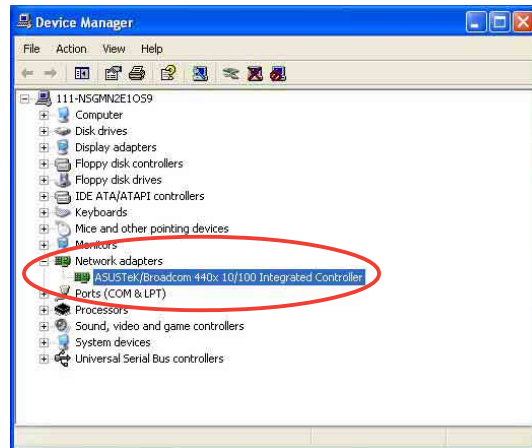 Device Manager
File Action View Help
111-NSGMN2E1OS9
Computer
Disk drives
Display adapters
Floppy disk controllers
Floppy disk drives
IDE ATA/ATAPI controllers
Keyboards
Mice and other pointing devices
Monitors
Network adapters
ASUSTeK/Broadcom 440x 10/100 Integrated Controller
Ports (COM & LPT)
Processors
Sound, video and game controllers
System devices
Universal Serial Bus controllers